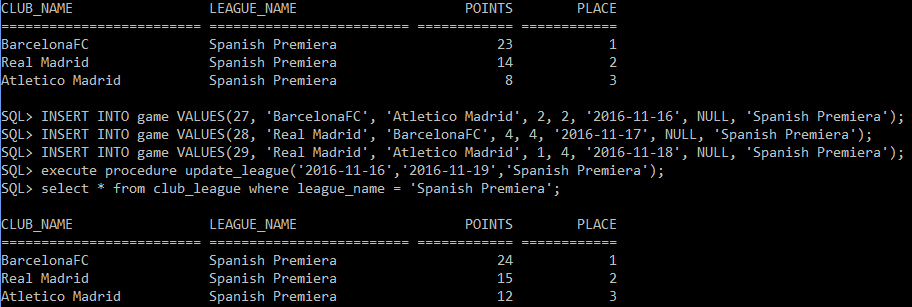 CLUB_NAME LEAGUE_NAME POINTS PLACE
========================= ========================= ============ ============
BarcelonaFC Spanish Premiera 23 1
Real Madrid Spanish Premiera 14 2
Atletico Madrid Spanish Premiera 8 3
SQL> INSERT INTO game VALUES(27, 'BarcelonaFC', 'Atletico Madrid', 2, 2, '2016-11-16', NULL, 'Spanish Premiera');
SQL> INSERT INTO game VALUES(28, 'Real Madrid', 'BarcelonaFC', 4, 4, '2016-11-17', NULL, 'Spanish Premiera');
SQL> INSERT INTO game VALUES(29, 'Real Madrid', 'Atletico Madrid', 1, 4, '2016-11-18', NULL, 'Spanish Premiera');
SQL> execute procedure update_league('2016-11-16','2016-11-19','Spanish Premiera');
SQL> select * from club_league where league_name = 'Spanish Premiera';
CLUB_NAME LEAGUE_NAME POINTS PLACE
========================= ========================= ============ ============
BarcelonaFC Spanish Premiera 24 1
Real Madrid Spanish Premiera 15 2
Atletico Madrid Spanish Premiera 12 3